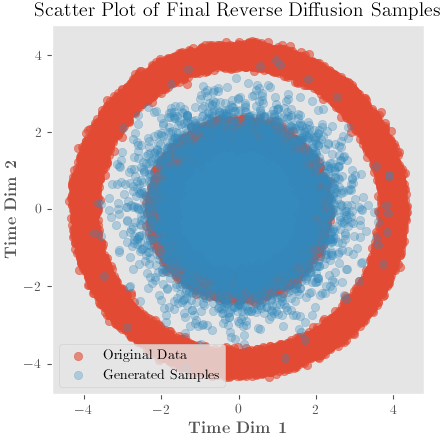 Scatter Plot of Final Reverse Diffusion Samples
4
2
0
−2
−4
Time Dim 2
Original Data
Generated Samples
−4 −2 0 2 4
Time Dim 1